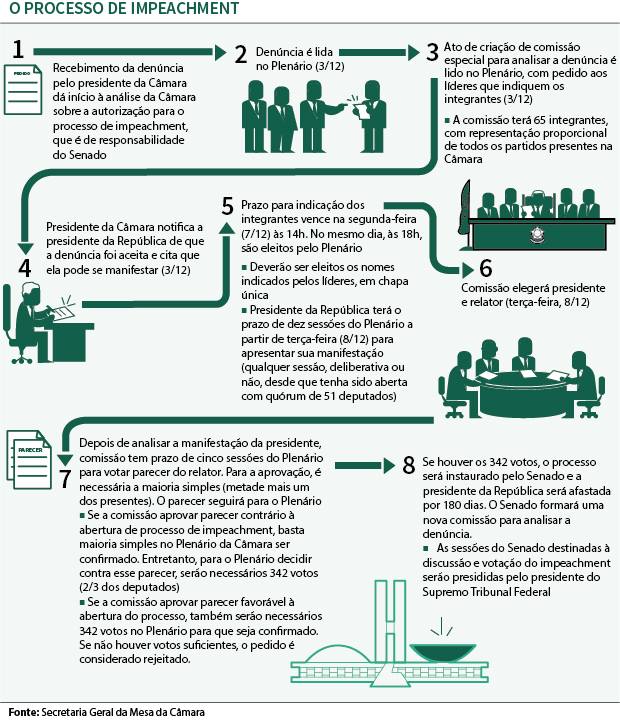 O PROCESSO DE IMPEACHMENT
1
PEDIDO
Recebimento da denúncia
pelo presidente da Câmara
dá início à análise da Câmara
sobre a autorização para o
processo de impeachment,
que é de responsabilidade
do Senado
2
Denúncia é lida
no Plenário (3/12)
3
Ato de criação de comissão
especial para analisar a denúncia é
lido no Plenário, com pedido aos
líderes que indiquem os
integrantes (3/12)
■ A comissão terá 65 integrantes,
com representação proporcional
de todos os partidos presentes na
Câmara
4
Presidente da Câmara notifica a
presidente da República de que
a denúncia foi aceita e cita que
ela pode se manifestar (3/12)
5
Prazo para indicação dos
integrantes vence na segunda-feira
(7/12) às 14h. No mesmo dia, às 18h,
são eleitos pelo Plenário
■ Deverão ser eleitos os nomes
indicados pelos líderes, em chapa
única
■ Presidente da República terá o
prazo de dez sessões do Plenário a
partir de terça-feira (8/12) para
apresentar sua manifestação
(qualquer sessão, deliberativa ou
não, desde que tenha sido aberta
com quórum de 51 deputados)
6
Comissão elegerá presidente
e relator (terça-feira, 8/12)
PARECER
7
Depois de analisar a manifestação da presidente,
comissão tem prazo de cinco sessões do Plenário
para votar parecer do relator. Para a aprovação, é
necessária a maioria simples (metade mais um
dos presentes). O parecer seguirá para o Plenário
■ Se a comissão aprovar parecer contrário à
abertura de processo de impeachment, basta
maioria simples no Plenário da Câmara ser
confirmado. Entretanto, para o Plenário decidir
contra esse parecer, serão necessários 342 votos
(2/3 dos deputados)
■ Se a comissão aprovar parecer favorável à
abertura do processo, também serão necessários
342 votos no Plenário para que seja confirmado.
Se não houver votos suficientes, o pedido é
considerado rejeitado.
8
Se houver os 342 votos, o processo
será instaurado pelo Senado e a
presidente da República será afastada
por 180 dias. O Senado formará uma
nova comissão para analisar a
denúncia.
■ As sessões do Senado destinadas à
discussão e votação do impeachment
serão presididas pelo presidente do
Supremo Tribunal Federal
Fonte: Secretaria Geral da Mesa da Câmara